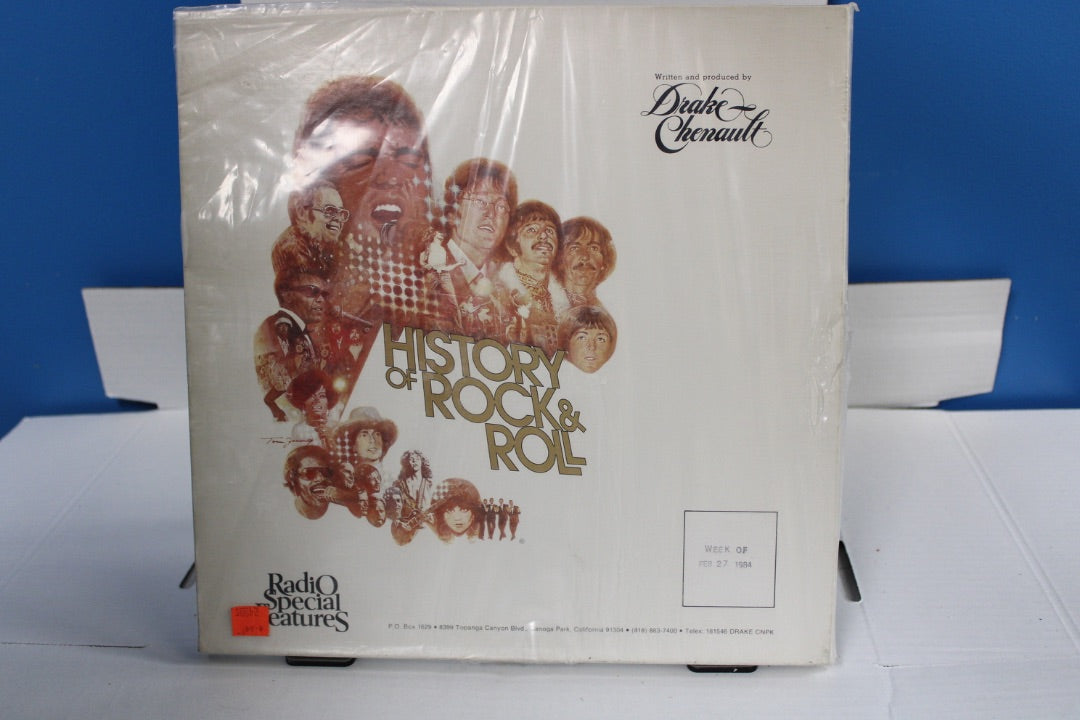 Written and produced by
Drake-
Chenault
HISTORY
OF ROCK &
ROLL
WEEK OF
FEB 27 1984
Radio
Special
Features
P.O. Box 1629 • 8399 Topanga Canyon Blvd., Canoga Park, California 91304 • (818) 883-7400 • Telex: 181546 DRAKE CNPK